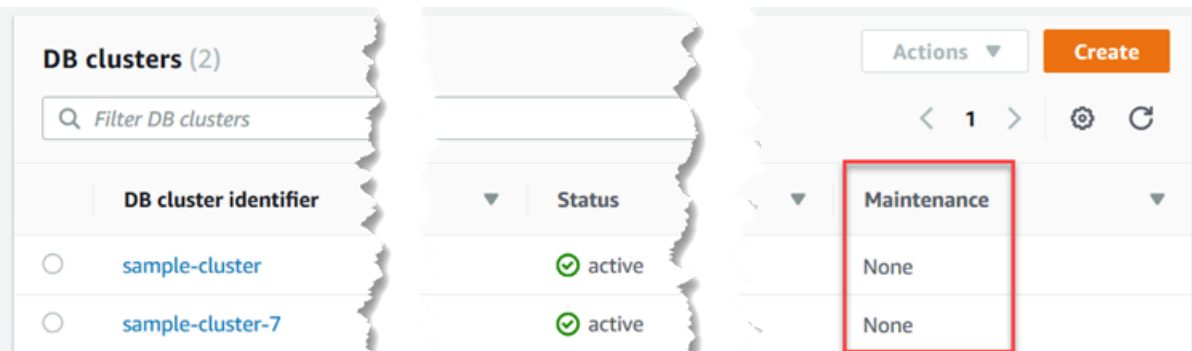 DB clusters (2)
Actions
Create
Filter DB clusters
1
DB cluster identifier Status Maintenance
sample-cluster active None
sample-cluster-7 active None